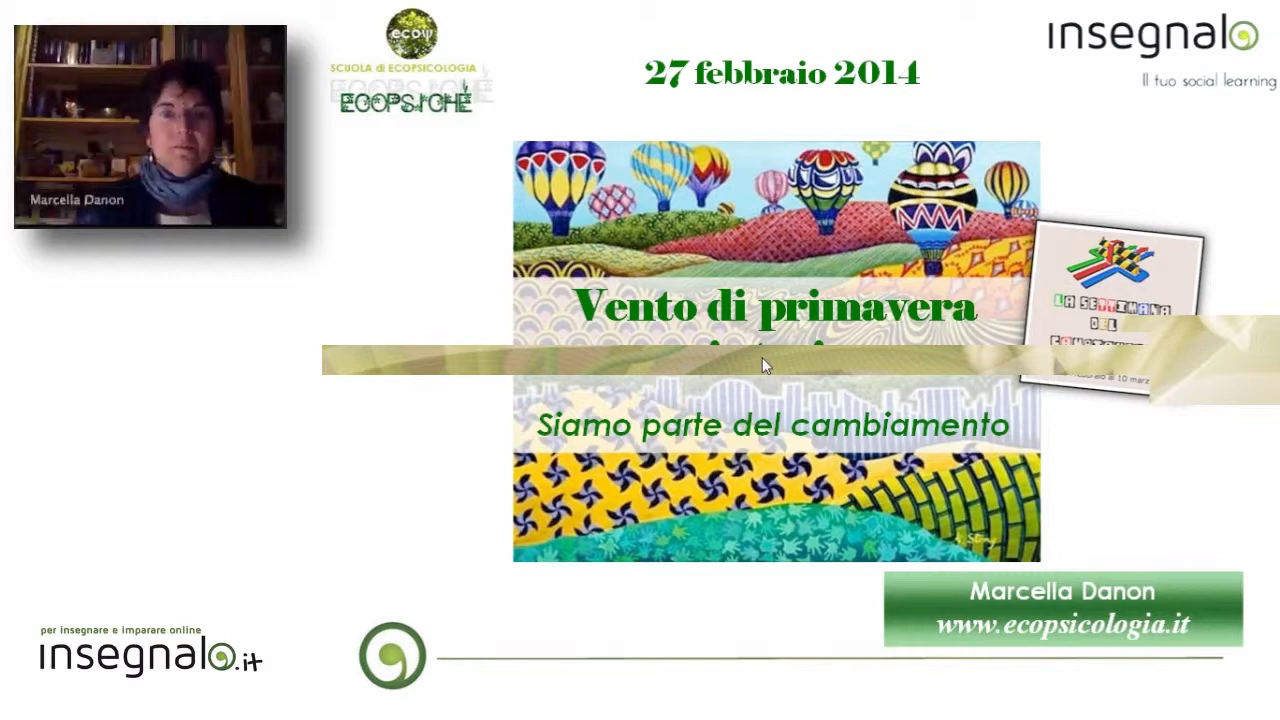 Marcella Danon
ecoψ
SCUOLA di ECOPSICOLOGIA
ECOPSICHÉ
27 febbraio 2014
insegnalo
Il tuo social learning
Vento di primavera
LA SETTIMANA
DEL
Siamo parte del cambiamento
Marcella Danon
www.ecopsicologia.it
per insegnare e imparare online
insegnalo.it